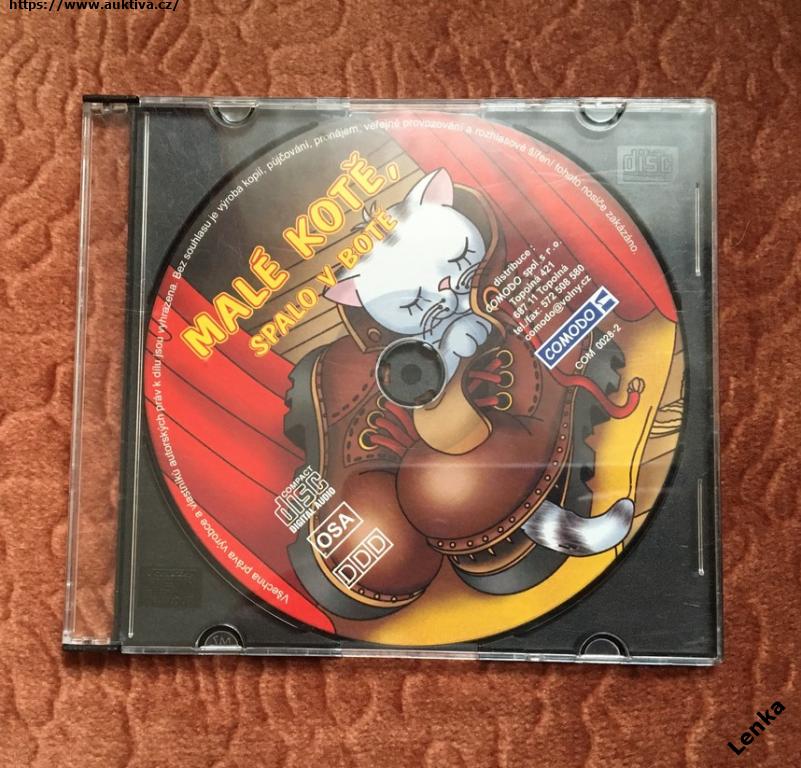 https://www.auktiva.cz/
Všechna práva výrobce a vlastníků autorských práv k dílu jsou vyhrazena. Bez souhlasu je výroba kopií, půjčování, pronájem, veřejné provozování a rozhlasové šíření tohoto nosiče zakázáno.
MALÉ KOTĚ,
SPALO V BOTĚ
distribuce :
COMODO spol.s r.o.
Topolná 421
687 11 Topolná
tel./fax: 572 508 580
comodo@volny.cz
COMODO
COM 0028-2
COMPACT
disc
DIGITAL AUDIO
OSA
DDD
disc
Lenka